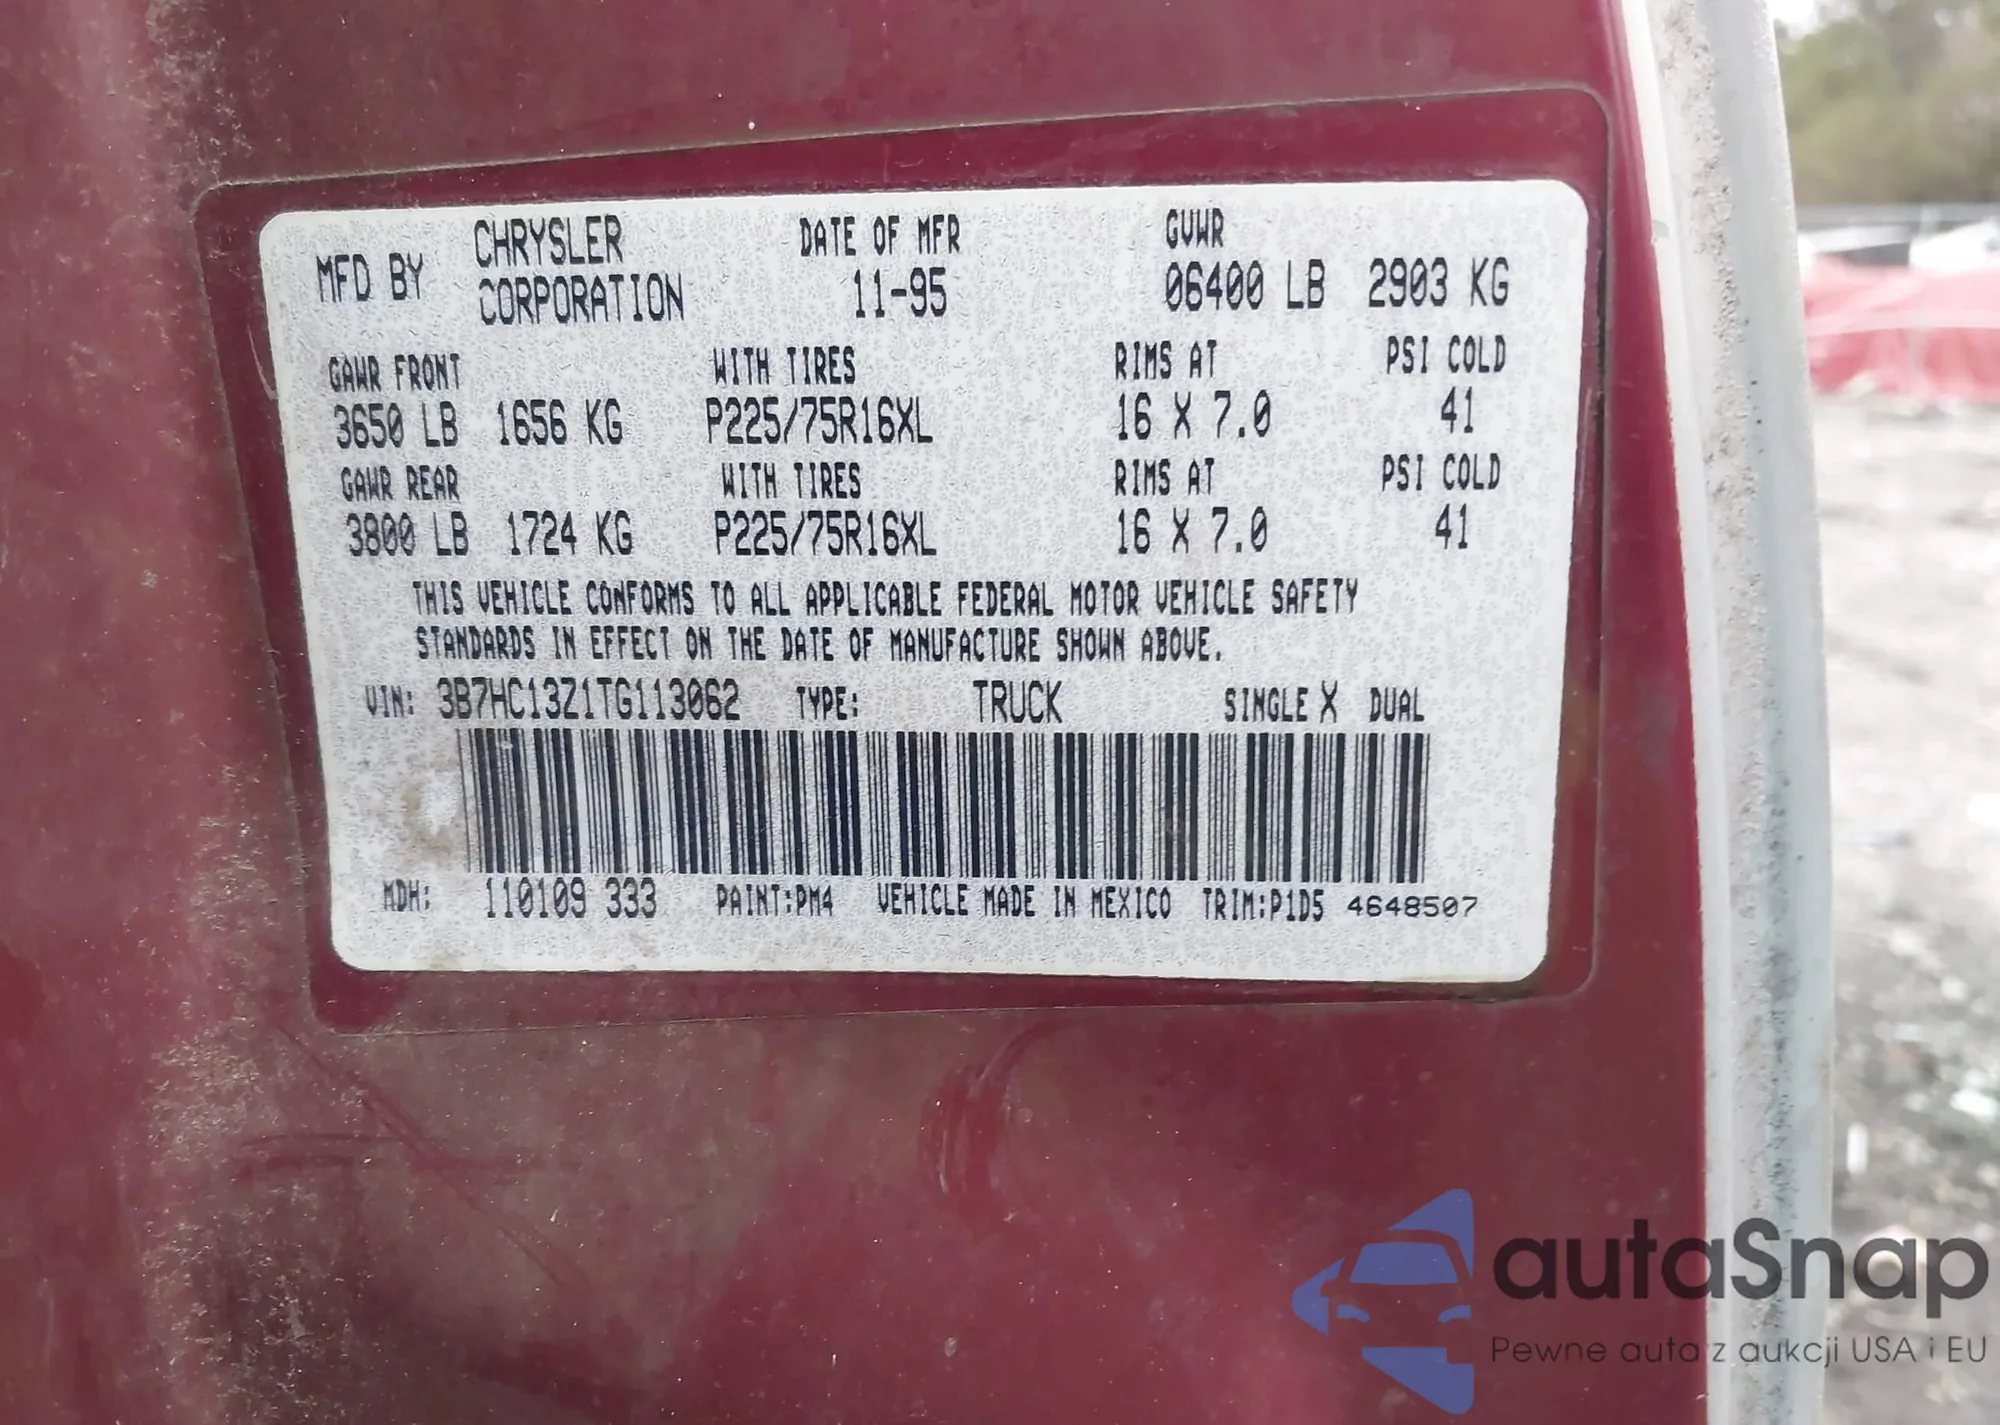 MFD BY CHRYSLER CORPORATION DATE OF MFR 11-95 GVWR 06400 LB 2903 KG
GAWR FRONT WITH TIRES RIMS AT PSI COLD
3650 LB 1656 KG P225/75R16XL 16 X 7.0 41
GAWR REAR WITH TIRES RIMS AT PSI COLD
3800 LB 1724 KG P225/75R16XL 16 X 7.0 41
THIS VEHICLE CONFORMS TO ALL APPLICABLE FEDERAL MOTOR VEHICLE SAFETY
STANDARDS IN EFFECT ON THE DATE OF MANUFACTURE SHOWN ABOVE.
VIN: 3B7HC13Z1TG113062 TYPE: TRUCK SINGLE X DUAL
MDH: 110109 333 PAINT:PM4 VEHICLE MADE IN MEXICO TRIM:P1D5 4648507
autaSnap
Pewne auta z aukcji USA i EU